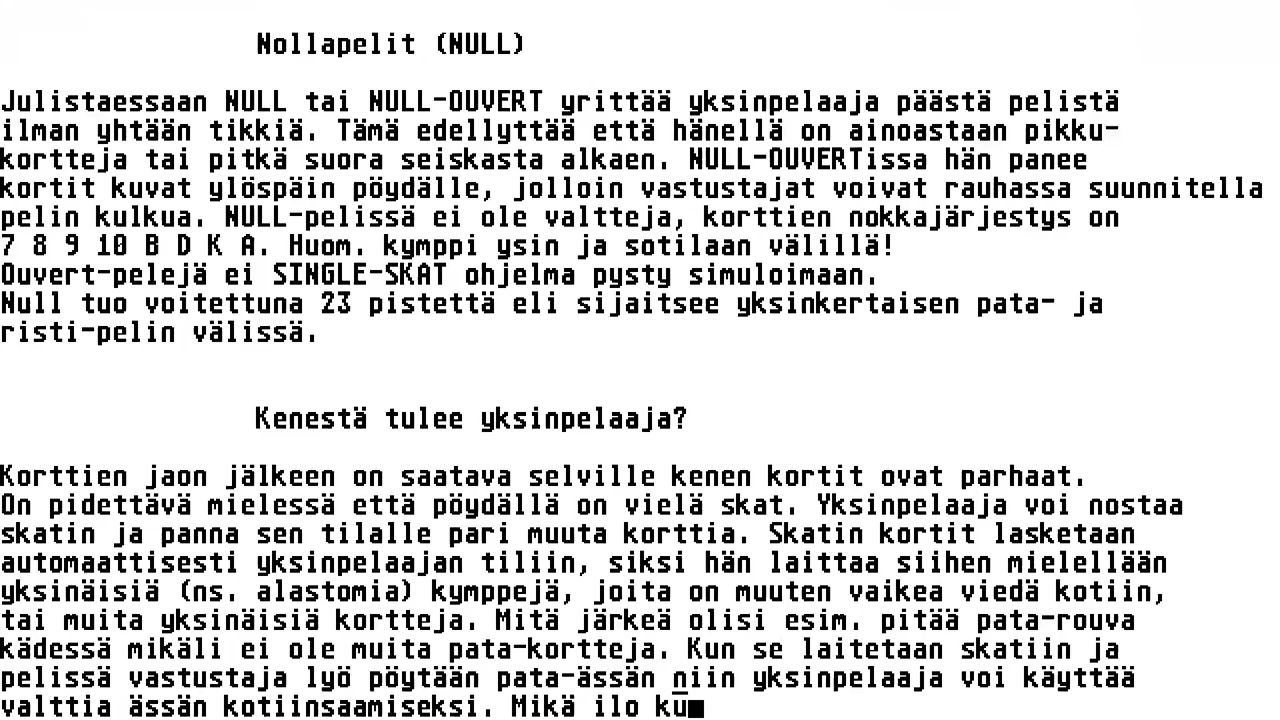 Nollapelit (NULL)
Julistaessaan NULL tai NULL-OUVERT yrittää yksinpelaaja päästä pelistä
ilman yhtään tikkiä. Tämä edellyttää että hänellä on ainoastaan pikku-
kortteja tai pitkä suora seiskasta alkaen. NULL-OUVERTissa hän panee
kortit kuvat ylöspäin pöydälle, jolloin vastustajat voivat rauhassa suunnitella
pelin kulkua. NULL-pelissä ei ole valtteja, korttien nokkajärjestys on
7 8 9 10 B D K A. Huom. kymppi ysin ja sotilaan välillä!
Ouvert-pelejä ei SINGLE-SKAT ohjelma pysty simuloimaan.
Null tuo voitettuna 23 pistettä eli sijaitsee yksinkertaisen pata- ja
risti-pelin välissä.
Kenestä tulee yksinpelaaja?
Korttien jaon jälkeen on saatava selville kenen kortit ovat parhaat.
On pidettävä mielessä että pöydällä on vielä skat. Yksinpelaaja voi nostaa
skatin ja panna sen tilalle pari muuta korttia. Skatin kortit lasketaan
automaattisesti yksinpelaajan tiliin, siksi hän laittaa siihen mielellään
yksinäisiä (ns. alastomia) kymppejä, joita on muuten vaikea viedä kotiin,
tai muita yksinäisiä kortteja. Mitä järkeä olisi esim. pitää pata-rouva
kädessä mikäli ei ole muita pata-kortteja. Kun se laitetaan skatiin ja
pelissä vastustaja lyö pöytään pata-ässän niin yksinpelaaja voi käyttää
valttia ässän kotiinsaamiseksi. Mikä ilo ku